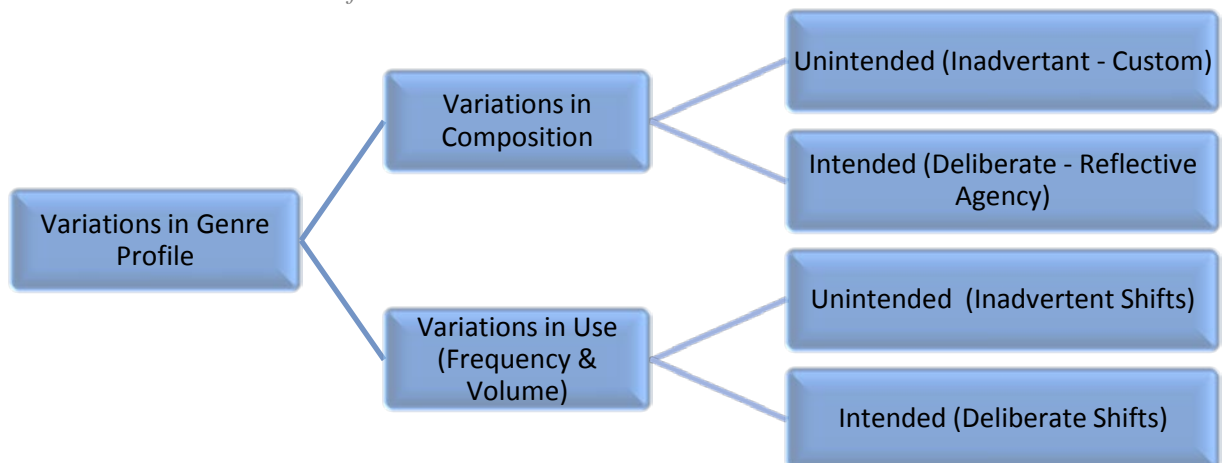 Unintended (Inadvertant - Custom)
Variations in
Composition
Intended (Deliberate - Reflective
Agency)
Variations in Genre
Profile
Unintended  (Inadvertent Shifts)
Variations in Use
(Frequency &
Volume)
Intended (Deliberate Shifts)